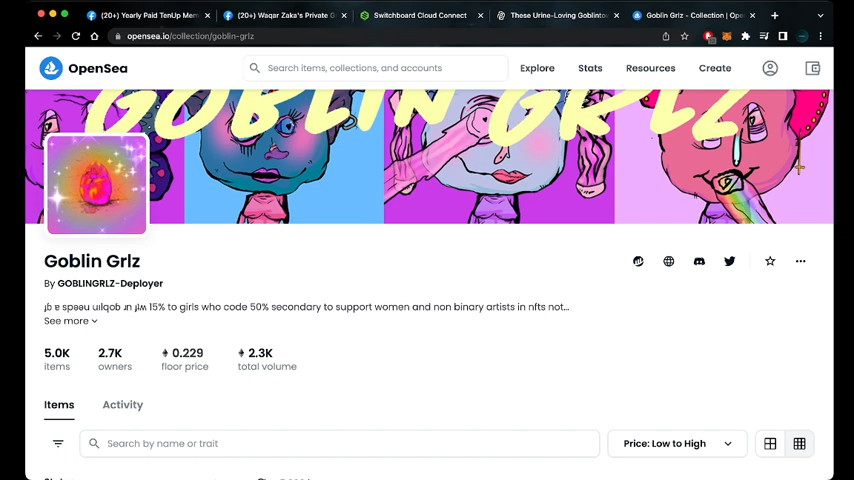 (20+) Yearly Paid TenUp Mem
(20+) Waqar Zaka's Private G
Switchboard Cloud Connect
These Urine-Loving Goblinto
Goblin Grlz - Collection | Ope
opensea.io/collection/goblin-grlz
OpenSea
Search items, collections, and accounts
Explore
Stats
Resources
Create
GOBLIN GRLZ
Goblin Grlz
By GOBLINGRLZ-Deployer
15% to girls who code 50% secondary to support women and non binary artists in nfts not...
See more
5.0K
2.7K
0.229
2.3K
items
owners
floor price
total volume
Items
Activity
Search by name or trait
Price: Low to High